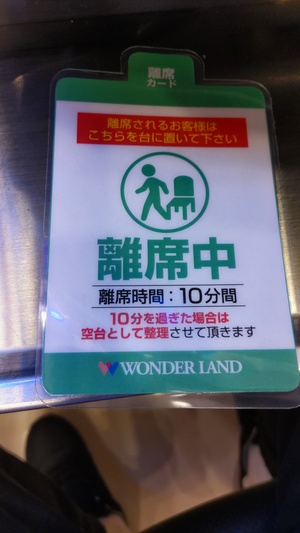 離席
カード
離席されるお客様は
こちらを台に置いて下さい
離席中
離席時間：10分間
10分を過ぎた場合は
空台として整理させて頂きます
WONDER LAND